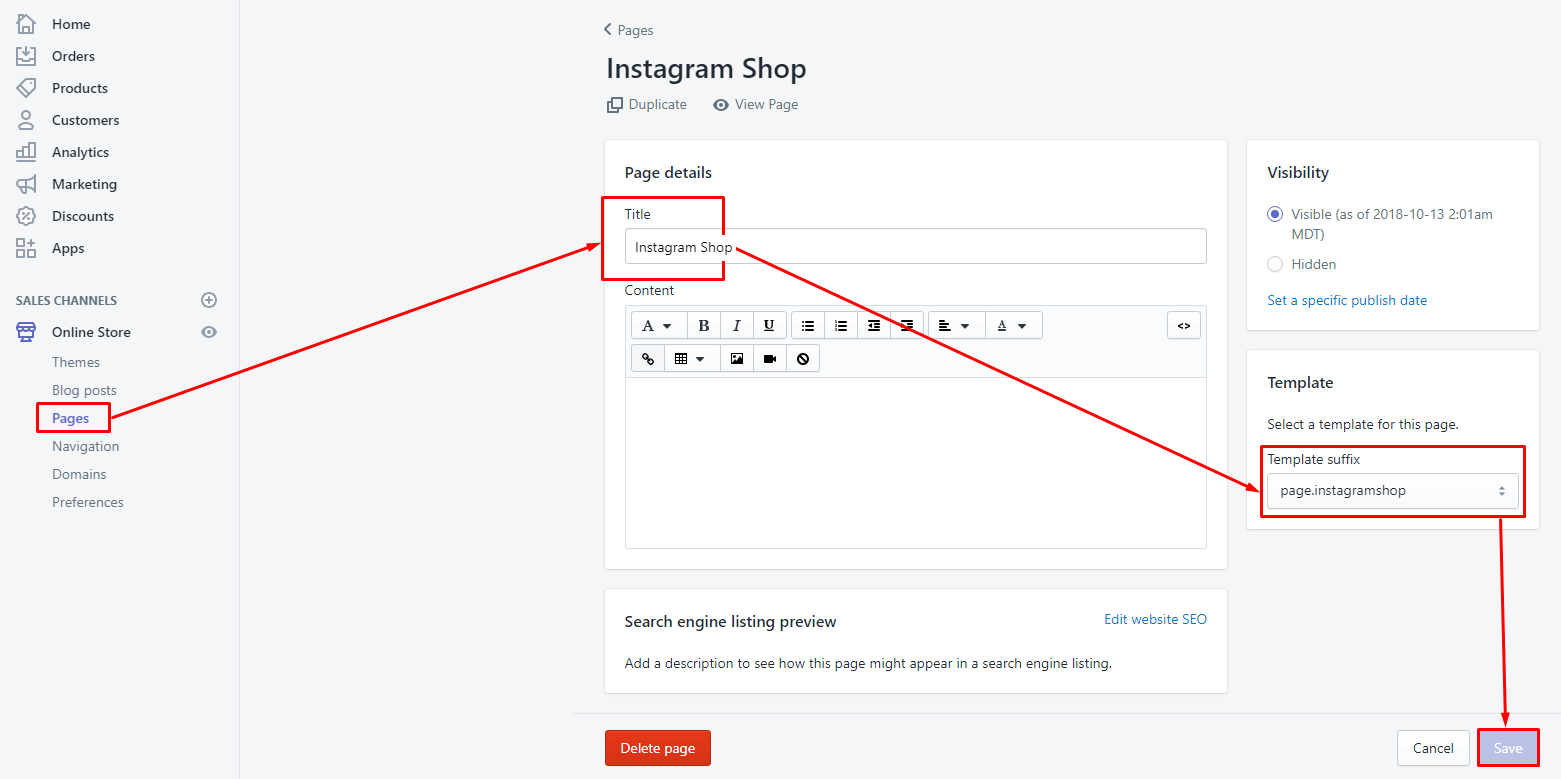 Home
Orders
Products
Customers
Analytics
Marketing
Discounts
Apps
SALES CHANNELS
Online Store
Themes
Blog posts
Pages
Navigation
Domains
Preferences
Pages
Instagram Shop
Duplicate View Page
Page details
Title
Instagram Shop
Content
A B I U A <>
Search engine listing preview Edit website SEO
Add a description to see how this page might appear in a search engine listing.
Visibility
Visible (as of 2018-10-13 2:01am
MDT)
Hidden
Set a specific publish date
Template
Select a template for this page.
Template suffix
page.instagramshop
Delete page Cancel Save